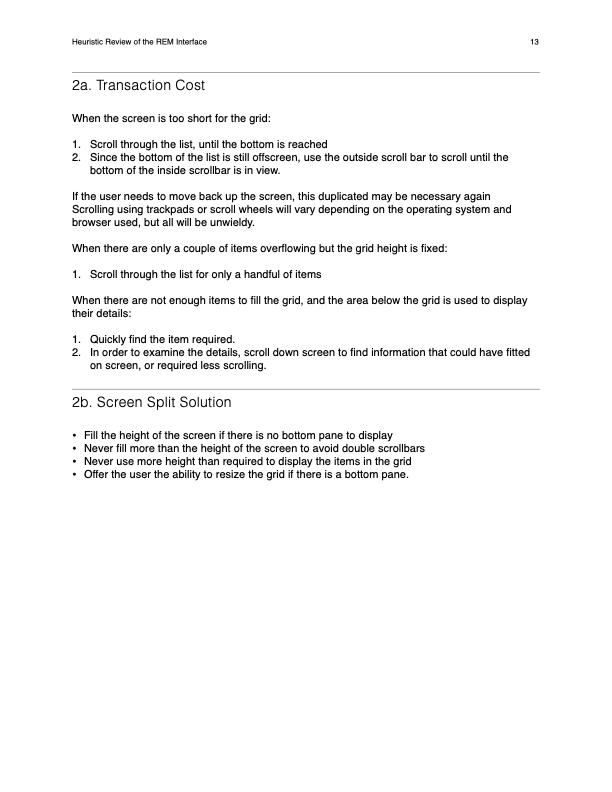 Heuristic Review of the REM Interface 13
2a. Transaction Cost
When the screen is too short for the grid:
1. Scroll through the list, until the bottom is reached
2. Since the bottom of the list is still offscreen, use the outside scroll bar to scroll until the
bottom of the inside scrollbar is in view.
If the user needs to move back up the screen, this duplicated may be necessary again
Scrolling using trackpads or scroll wheels will vary depending on the operating system and
browser used, but all will be unwieldy.
When there are only a couple of items overflowing but the grid height is fixed:
1. Scroll through the list for only a handful of items
When there are not enough items to fill the grid, and the area below the grid is used to display
their details:
1. Quickly find the item required.
2. In order to examine the details, scroll down screen to find information that could have fitted
on screen, or required less scrolling.
2b. Screen Split Solution
• Fill the height of the screen if there is no bottom pane to display
• Never fill more than the height of the screen to avoid double scrollbars
• Never use more height than required to display the items in the grid
• Offer the user the ability to resize the grid if there is a bottom pane.